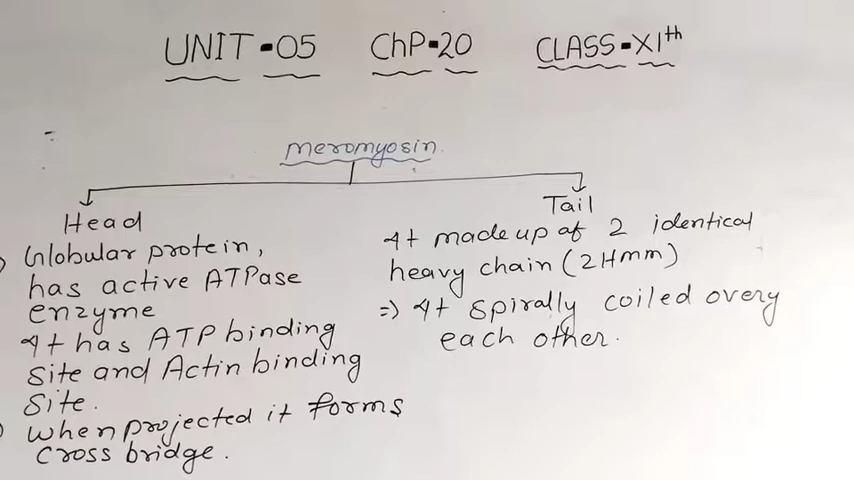 UNIT-05 ChP-20 CLASS-XIth
Meromyosin.
Head
Globular protein,
has active ATPase
enzyme
It has ATP binding
site and Actin binding
site.
When projected it forms
cross bridge.
Tail
It made up of 2 identical
heavy chain (2Hmm)
=> It spirally coiled overy
each other.